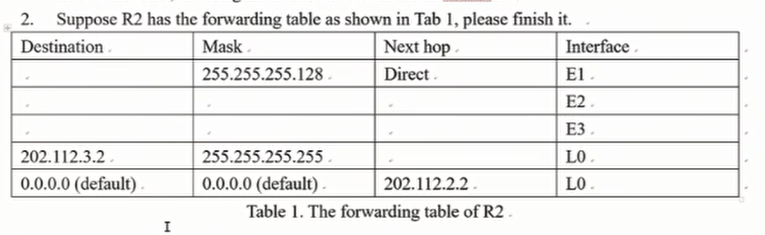 2. Suppose R2 has the forwarding table as shown in Tab 1, please finish it.
Destination Mask Next hop Interface
255.255.255.128 Direct E1
E2
E3
202.112.3.2 255.255.255.255 L0
0.0.0.0 (default) 0.0.0.0 (default) 202.112.2.2 L0
Table 1. The forwarding table of R2